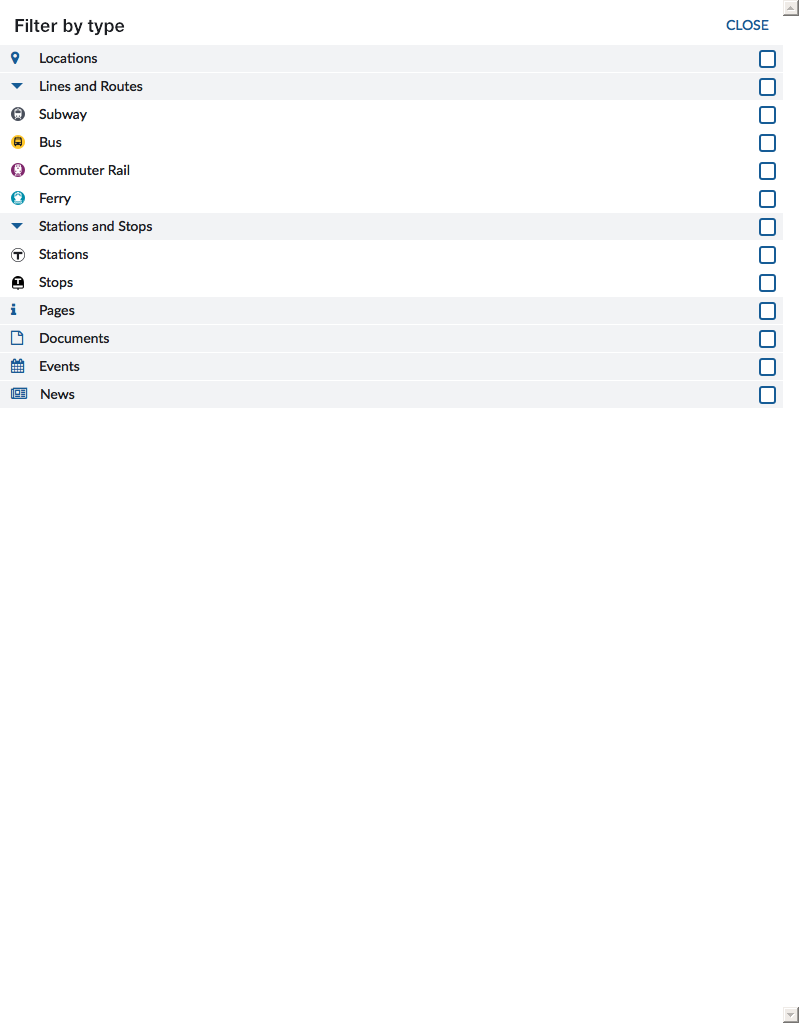 Filter by type
CLOSE
Locations
Lines and Routes
Subway
Bus
Commuter Rail
Ferry
Stations and Stops
Stations
Stops
Pages
Documents
Events
News